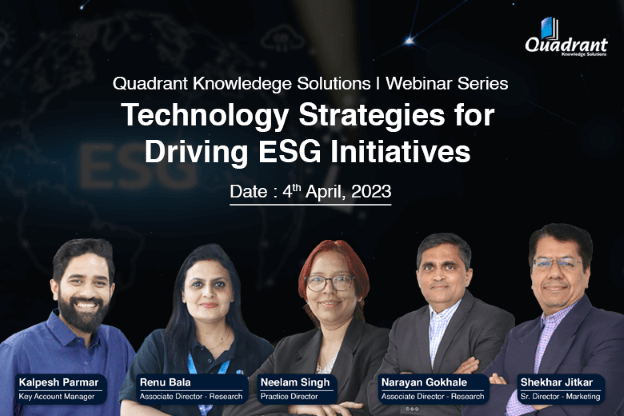 Quadrant
Knowledge Solutions
Quadrant Knowledege Solutions | Webinar Series
Technology Strategies for
Driving ESG Initiatives
Date : 4th April, 2023
ESG
Kalpesh Parmar
Key Account Manager
Renu Bala
Associate Director - Research
Neelam Singh
Practice Director
Narayan Gokhale
Associate Director - Research
Shekhar Jitkar
Sr. Director - Marketing